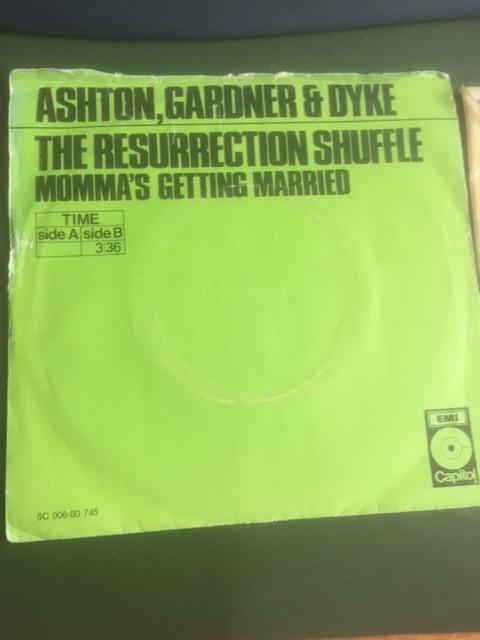 ASHTON, GARDNER & DYKE
THE RESURRECTION SHUFFLE
MOMMA'S GETTING MARRIED
TIME
side A side B
3 36
EMI
Capitol
5C 006-80 745